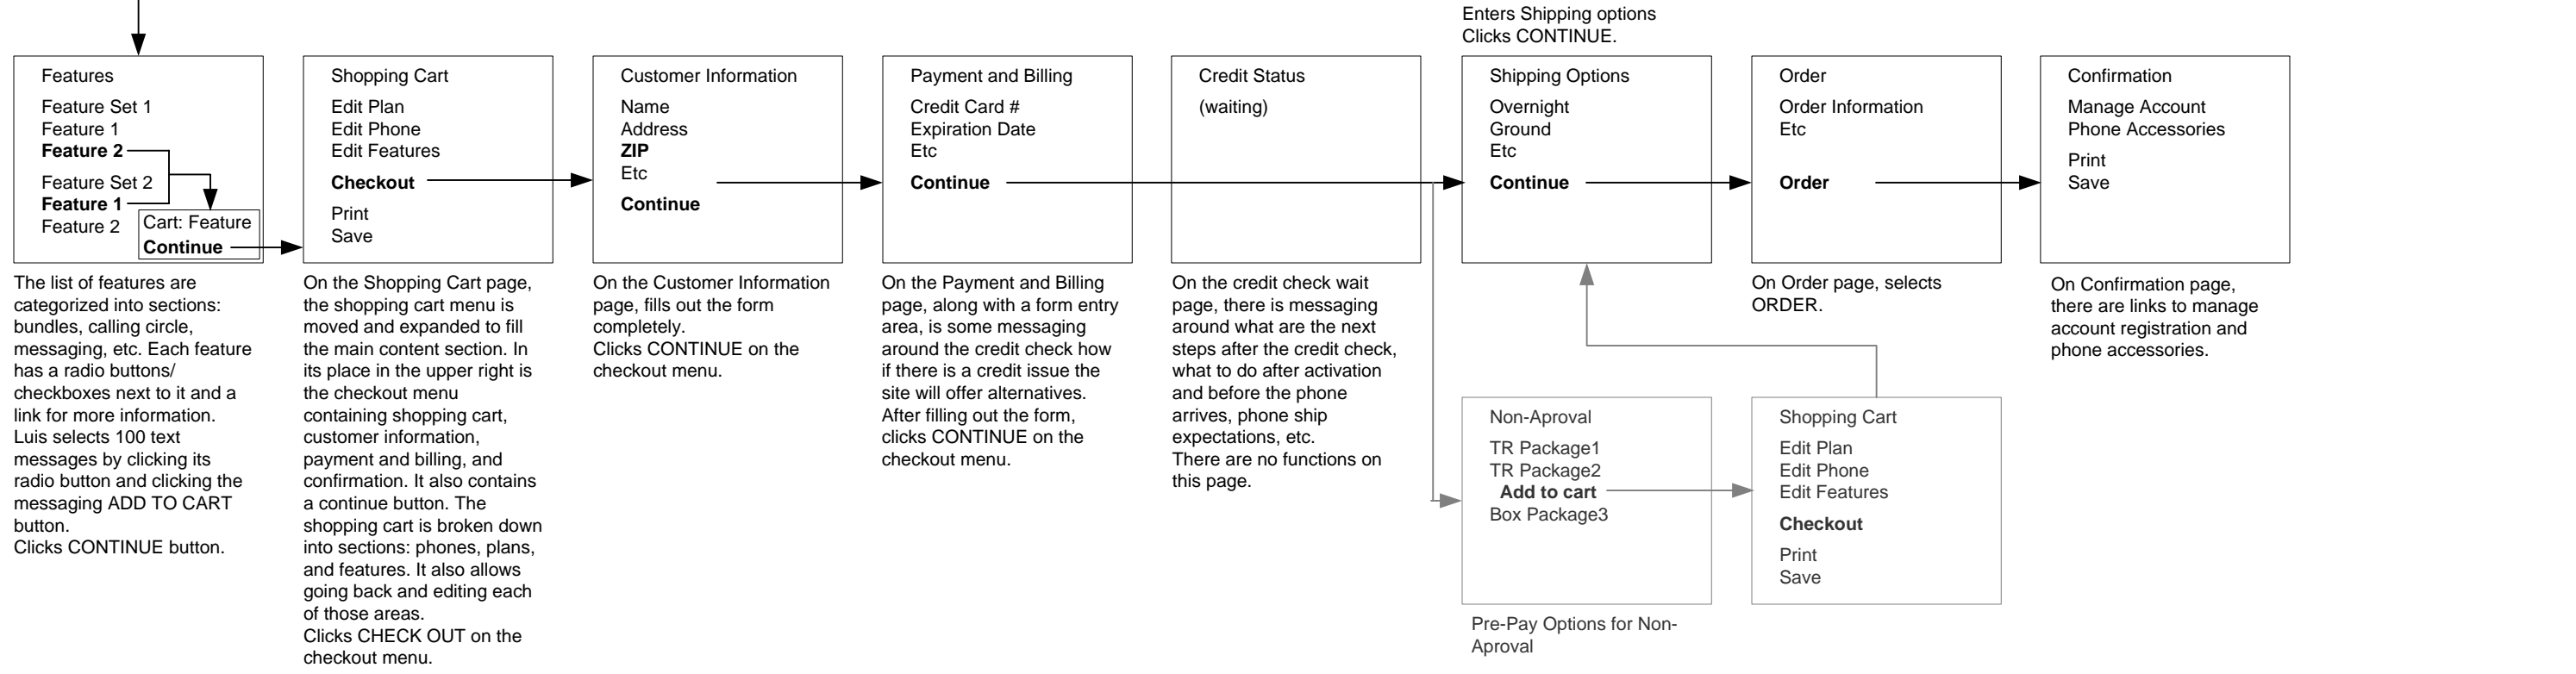 Enters Shipping options
Clicks CONTINUE.
Features
Feature Set 1
Feature 1
Feature 2
Feature Set 2
Feature 1
Feature 2
Cart: Feature
Continue
The list of features are
categorized into sections:
bundles, calling circle,
messaging, etc. Each feature
has a radio buttons/
checkboxes next to it and a
link for more information.
Luis selects 100 text
messages by clicking its
radio button and clicking the
messaging ADD TO CART
button.
Clicks CONTINUE button.
Shopping Cart
Edit Plan
Edit Phone
Edit Features
Checkout
Print
Save
On the Shopping Cart page,
the shopping cart menu is
moved and expanded to fill
the main content section. In
its place in the upper right is
the checkout menu
containing shopping cart,
customer information,
payment and billing, and
confirmation. It also contains
a continue button. The
shopping cart is broken down
into sections: phones, plans,
and features. It also allows
going back and editing each
of those areas.
Clicks CHECK OUT on the
checkout menu.
Customer Information
Name
Address
ZIP
Etc
Continue
On the Customer Information
page, fills out the form
completely.
Clicks CONTINUE on the
checkout menu.
Payment and Billing
Credit Card #
Expiration Date
Etc
Continue
On the Payment and Billing
page, along with a form entry
area, is some messaging
around the credit check how
if there is a credit issue the
site will offer alternatives.
After filling out the form,
clicks CONTINUE on the
checkout menu.
Credit Status
(waiting)
On the credit check wait
page, there is messaging
around what are the next
steps after the credit check,
what to do after activation
and before the phone
arrives, phone ship
expectations, etc.
There are no functions on
this page.
Shipping Options
Overnight
Ground
Etc
Continue
Order
Order Information
Etc
Order
On Order page, selects
ORDER.
Confirmation
Manage Account
Phone Accessories
Print
Save
On Confirmation page,
there are links to manage
account registration and
phone accessories.
Non-Aproval
TR Package1
TR Package2
Add to cart
Box Package3
Pre-Pay Options for Non-
Aproval
Shopping Cart
Edit Plan
Edit Phone
Edit Features
Checkout
Print
Save